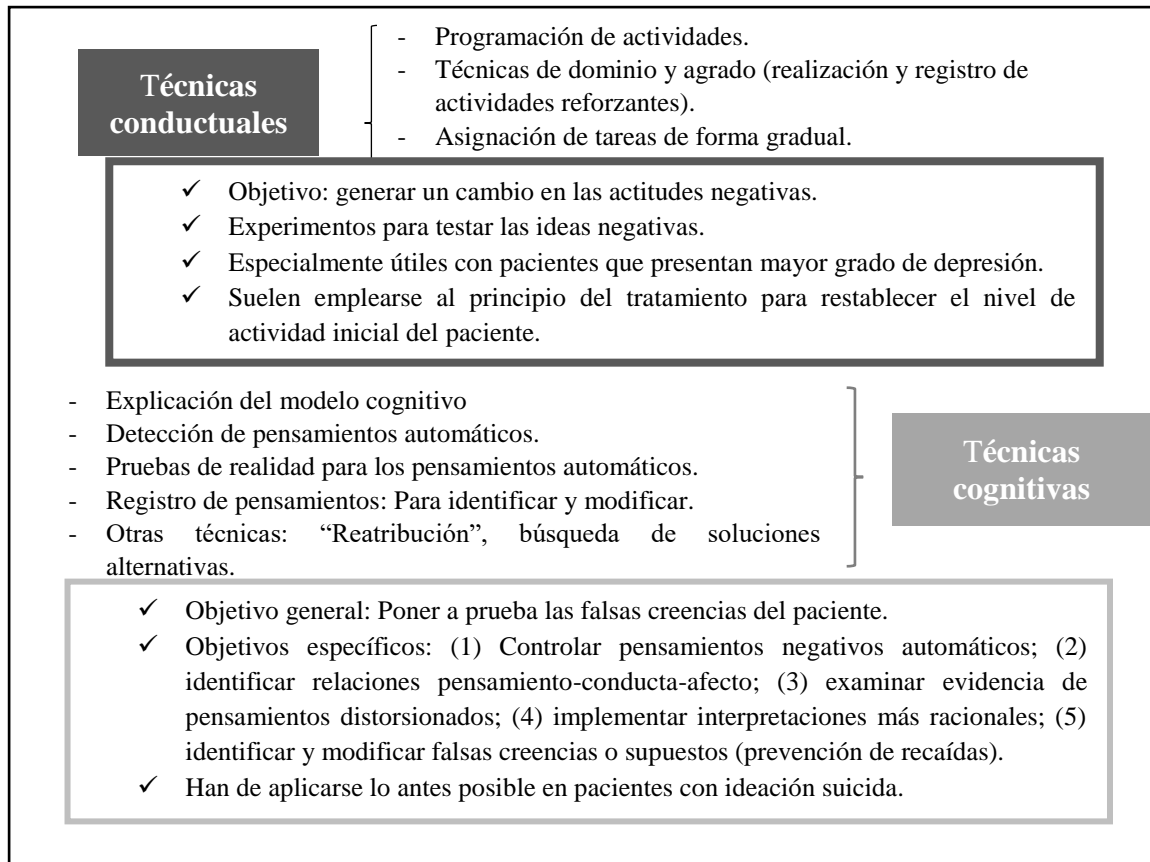 Técnicas
conductuales
- Programación de actividades.
- Técnicas de dominio y agrado (realización y registro de
actividades reforzantes).
- Asignación de tareas de forma gradual.
✓ Objetivo: generar un cambio en las actitudes negativas.
✓ Experimentos para testar las ideas negativas.
✓ Especialmente útiles con pacientes que presentan mayor grado de depresión.
✓ Suelen emplearse al principio del tratamiento para restablecer el nivel de
actividad inicial del paciente.
- Explicación del modelo cognitivo
- Detección de pensamientos automáticos.
- Pruebas de realidad para los pensamientos automáticos.
- Registro de pensamientos: Para identificar y modificar.
- Otras técnicas: “Reatribución”, búsqueda de soluciones
alternativas.
Técnicas
cognitivas
✓ Objetivo general: Poner a prueba las falsas creencias del paciente.
✓ Objetivos específicos: (1) Controlar pensamientos negativos automáticos; (2)
identificar relaciones pensamiento-conducta-afecto; (3) examinar evidencia de
pensamientos distorsionados; (4) implementar interpretaciones más racionales; (5)
identificar y modificar falsas creencias o supuestos (prevención de recaídas).
✓ Han de aplicarse lo antes posible en pacientes con ideación suicida.